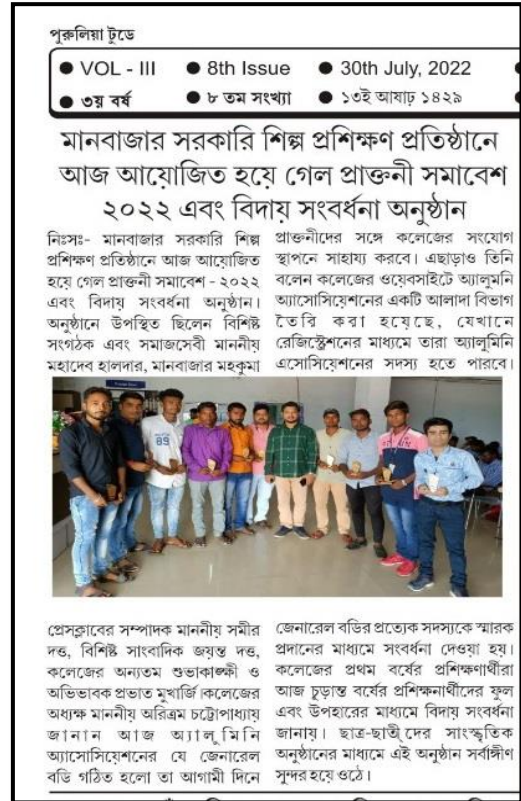 পুরুলিয়া টুডে
● VOL - III ● 8th Issue ● 30th July, 2022
● ৩য় বর্ষ ● ৮ তম সংখ্যা ● ১৩ই আষাঢ় ১৪২৯
মানবাজার সরকারি শিল্প প্রশিক্ষণ প্রতিষ্ঠানে
আজ আয়োজিত হয়ে গেল প্রাক্তনী সমাবেশ
২০২২ এবং বিদায় সংবর্ধনা অনুষ্ঠান
নিঃসঃ- মানবাজার সরকারি শিল্প
প্রশিক্ষণ প্রতিষ্ঠানে আজ আয়োজিত
হয়ে গেল প্রাক্তনী সমাবেশ - ২০২২
এবং বিদায় সংবর্ধনা অনুষ্ঠান।
অনুষ্ঠানে উপস্থিত ছিলেন বিশিষ্ট
সংগঠক এবং সমাজসেবী মাননীয়
মহাদেব হালদার, মানবাজার মহকুমা
প্রেসক্লাবের সম্পাদক মাননীয় সমীর
দত্ত, বিশিষ্ট সাংবাদিক জয়ন্ত দত্ত,
কলেজের অন্যতম শুভাকাঙ্ক্ষী ও
অভিভাবক প্রভাত মুখার্জি।কলেজের
অধ্যক্ষ মাননীয় অরিত্রম চট্টোপাধ্যায়
জানান আজ অ্যালুমিনি
অ্যাসোসিয়েশনের যে জেনারেল
বডি গঠিত হলো তা আগামী দিনে
প্রাক্তনীদের সঙ্গে কলেজের সংযোগ
স্থাপনে সাহায্য করবে। এছাড়াও তিনি
বলেন কলেজের ওয়েবসাইটে অ্যালুমনি
অ্যাসোসিয়েশনের একটি আলাদা বিভাগ
তৈরি করা হয়েছে, যেখানে
রেজিস্ট্রেশনের মাধ্যমে তারা অ্যালুমিনি
এসোসিয়েশনের সদস্য হতে পারবে।
জেনারেল বডির প্রত্যেক সদস্যকে স্মারক
প্রদানের মাধ্যমে সংবর্ধনা দেওয়া হয়।
কলেজের প্রথম বর্ষের প্রশিক্ষণার্থীরা
আজ চুড়ান্ত বর্ষের প্রশিক্ষনার্থীদের ফুল
এবং উপহারের মাধ্যমে বিদায় সংবর্ধনা
জানায়। ছাত্র-ছাত্রীদের সাংস্কৃতিক
অনুষ্ঠানের মাধ্যমে এই অনুষ্ঠান সর্বাঙ্গীণ
সুন্দর হয়ে ওঠে।